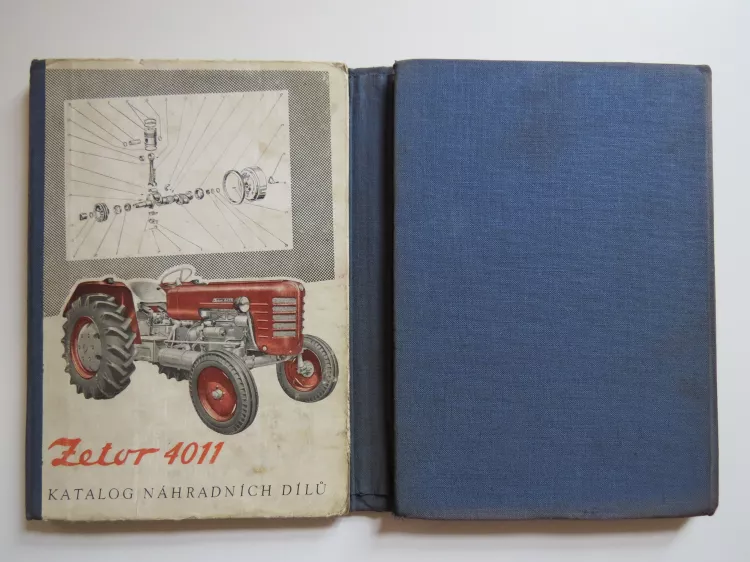 Zetor 4011
KATALOG NÁHRADNÍCH DÍLŮ